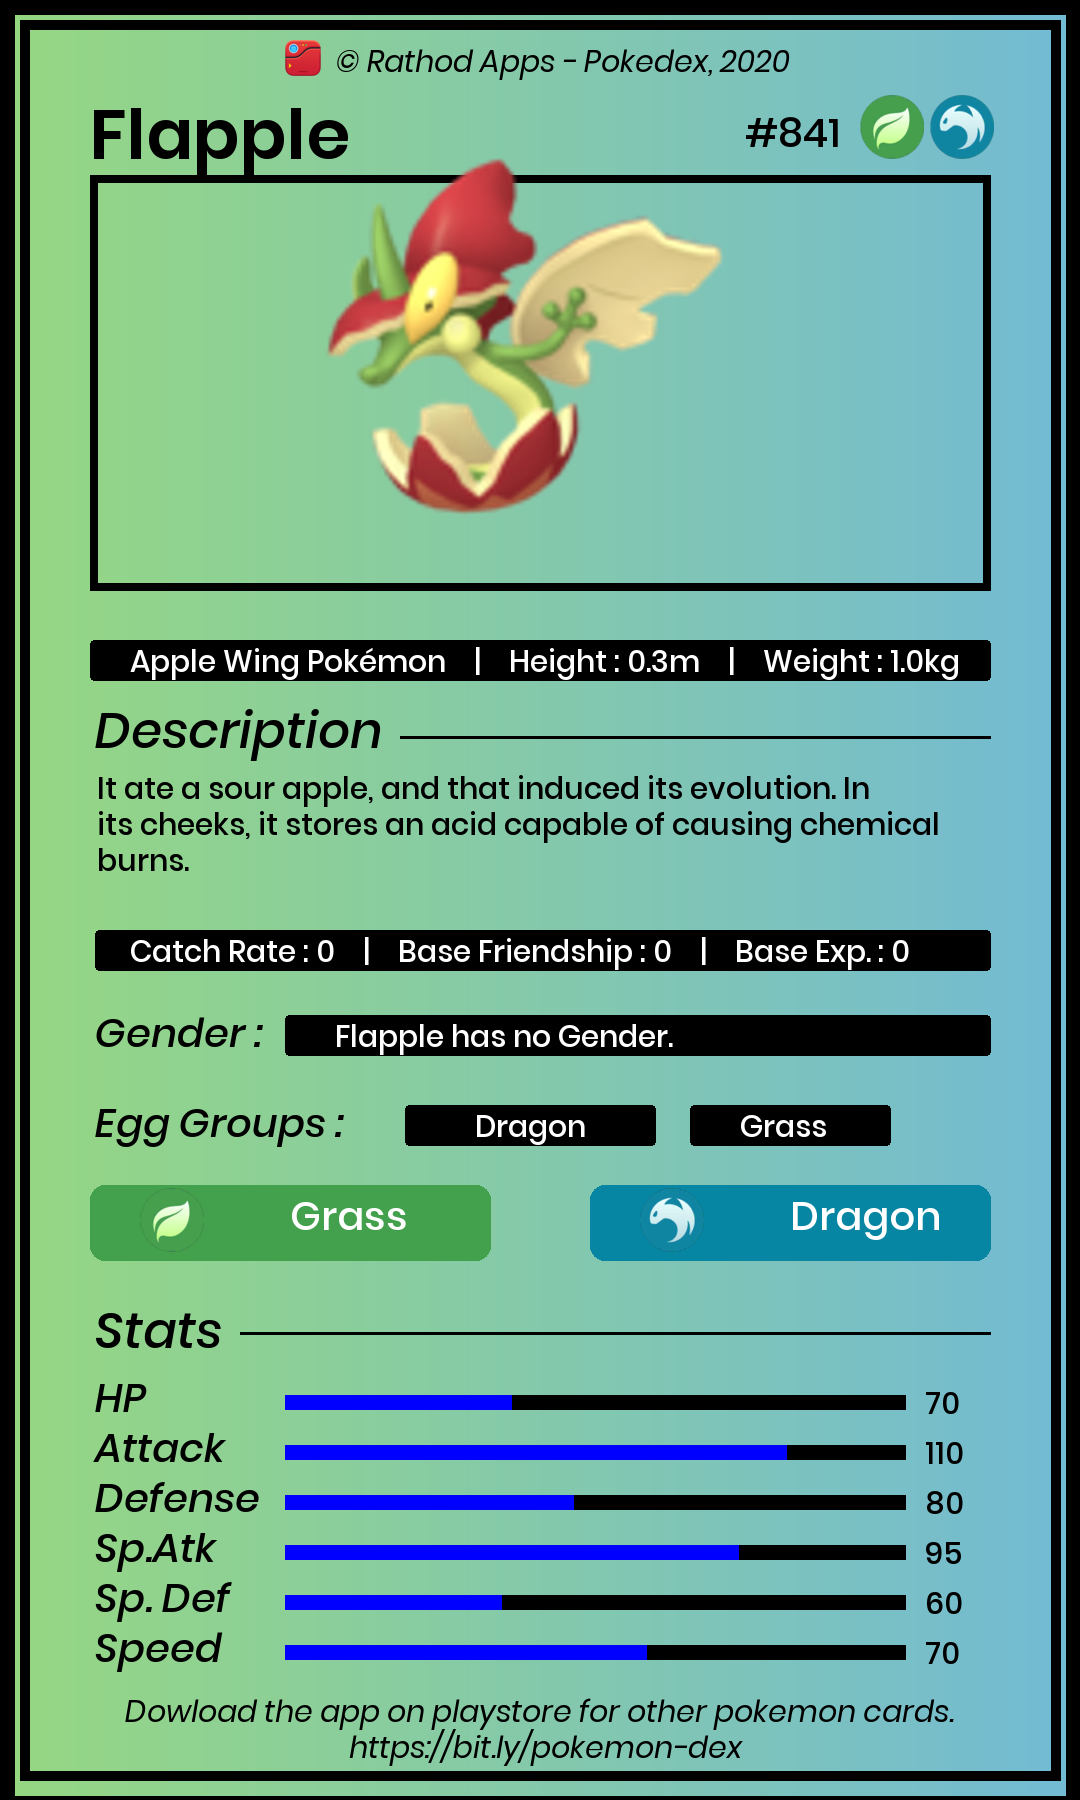 © Rathod Apps - Pokedex, 2020
Flapple #841
Apple Wing Pokémon | Height : 0.3m | Weight : 1.0kg
Description
It ate a sour apple, and that induced its evolution. In
its cheeks, it stores an acid capable of causing chemical
burns.
Catch Rate : 0 | Base Friendship : 0 | Base Exp. : 0
Gender : Flapple has no Gender.
Egg Groups : Dragon Grass
Grass Dragon
Stats
HP 70
Attack 110
Defense 80
Sp.Atk 95
Sp. Def 60
Speed 70
Dowload the app on playstore for other pokemon cards.
https://bit.ly/pokemon-dex